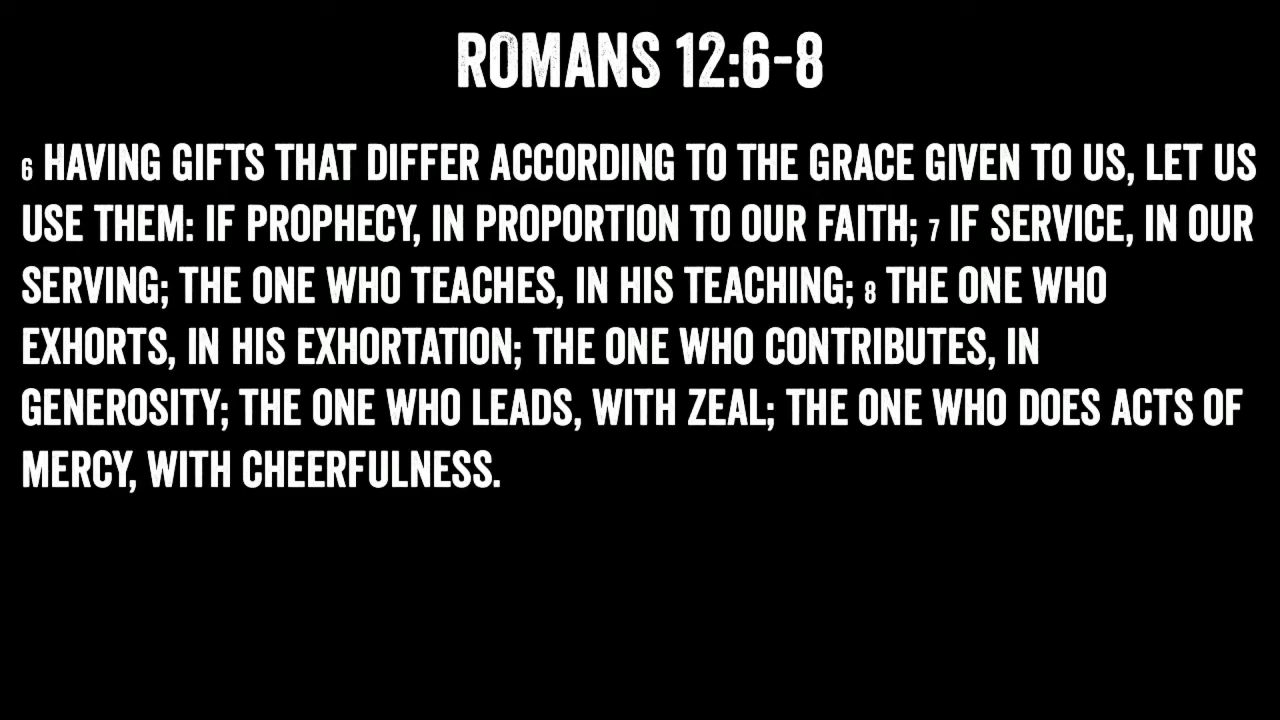 ROMANS 12:6-8
6 HAVING GIFTS THAT DIFFER ACCORDING TO THE GRACE GIVEN TO US, LET US
USE THEM: IF PROPHECY, IN PROPORTION TO OUR FAITH; 7 IF SERVICE, IN OUR
SERVING; THE ONE WHO TEACHES, IN HIS TEACHING; 8 THE ONE WHO
EXHORTS, IN HIS EXHORTATION; THE ONE WHO CONTRIBUTES, IN
GENEROSITY; THE ONE WHO LEADS, WITH ZEAL; THE ONE WHO DOES ACTS OF
MERCY, WITH CHEERFULNESS.